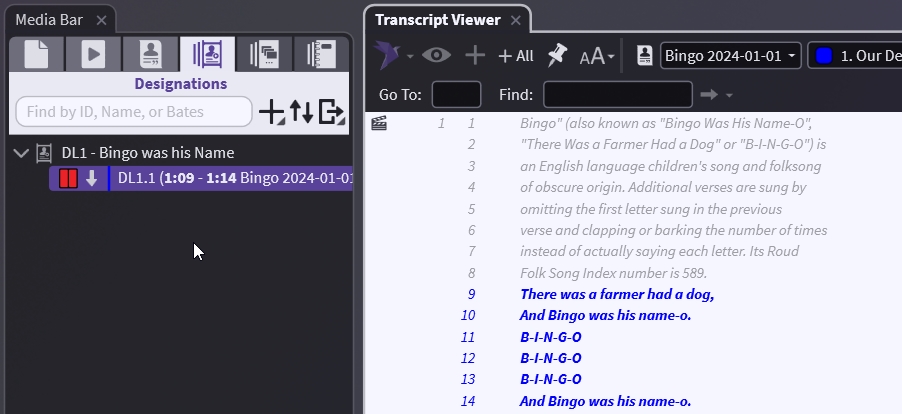 Media Bar
Transcript Viewer
Designations
Find by ID, Name, or Bates
DL1 - Bingo was his Name
DL1.1 (1:09 - 1:14 Bingo 2024-01-01
+ All
AA
Bingo 2024-01-01
1. Our De
Go To:
Find:
1 1 Bingo" (also known as "Bingo Was His Name-O",
2 "There Was a Farmer Had a Dog" or "B-I-N-G-O") is
3 an English language children's song and folksong
4 of obscure origin. Additional verses are sung by
5 omitting the first letter sung in the previous
6 verse and clapping or barking the number of times
7 instead of actually saying each letter. Its Roud
8 Folk Song Index number is 589.
9 There was a farmer had a dog,
10 And Bingo was his name-o.
11 B-I-N-G-O
12 B-I-N-G-O
13 B-I-N-G-O
14 And Bingo was his name-o.